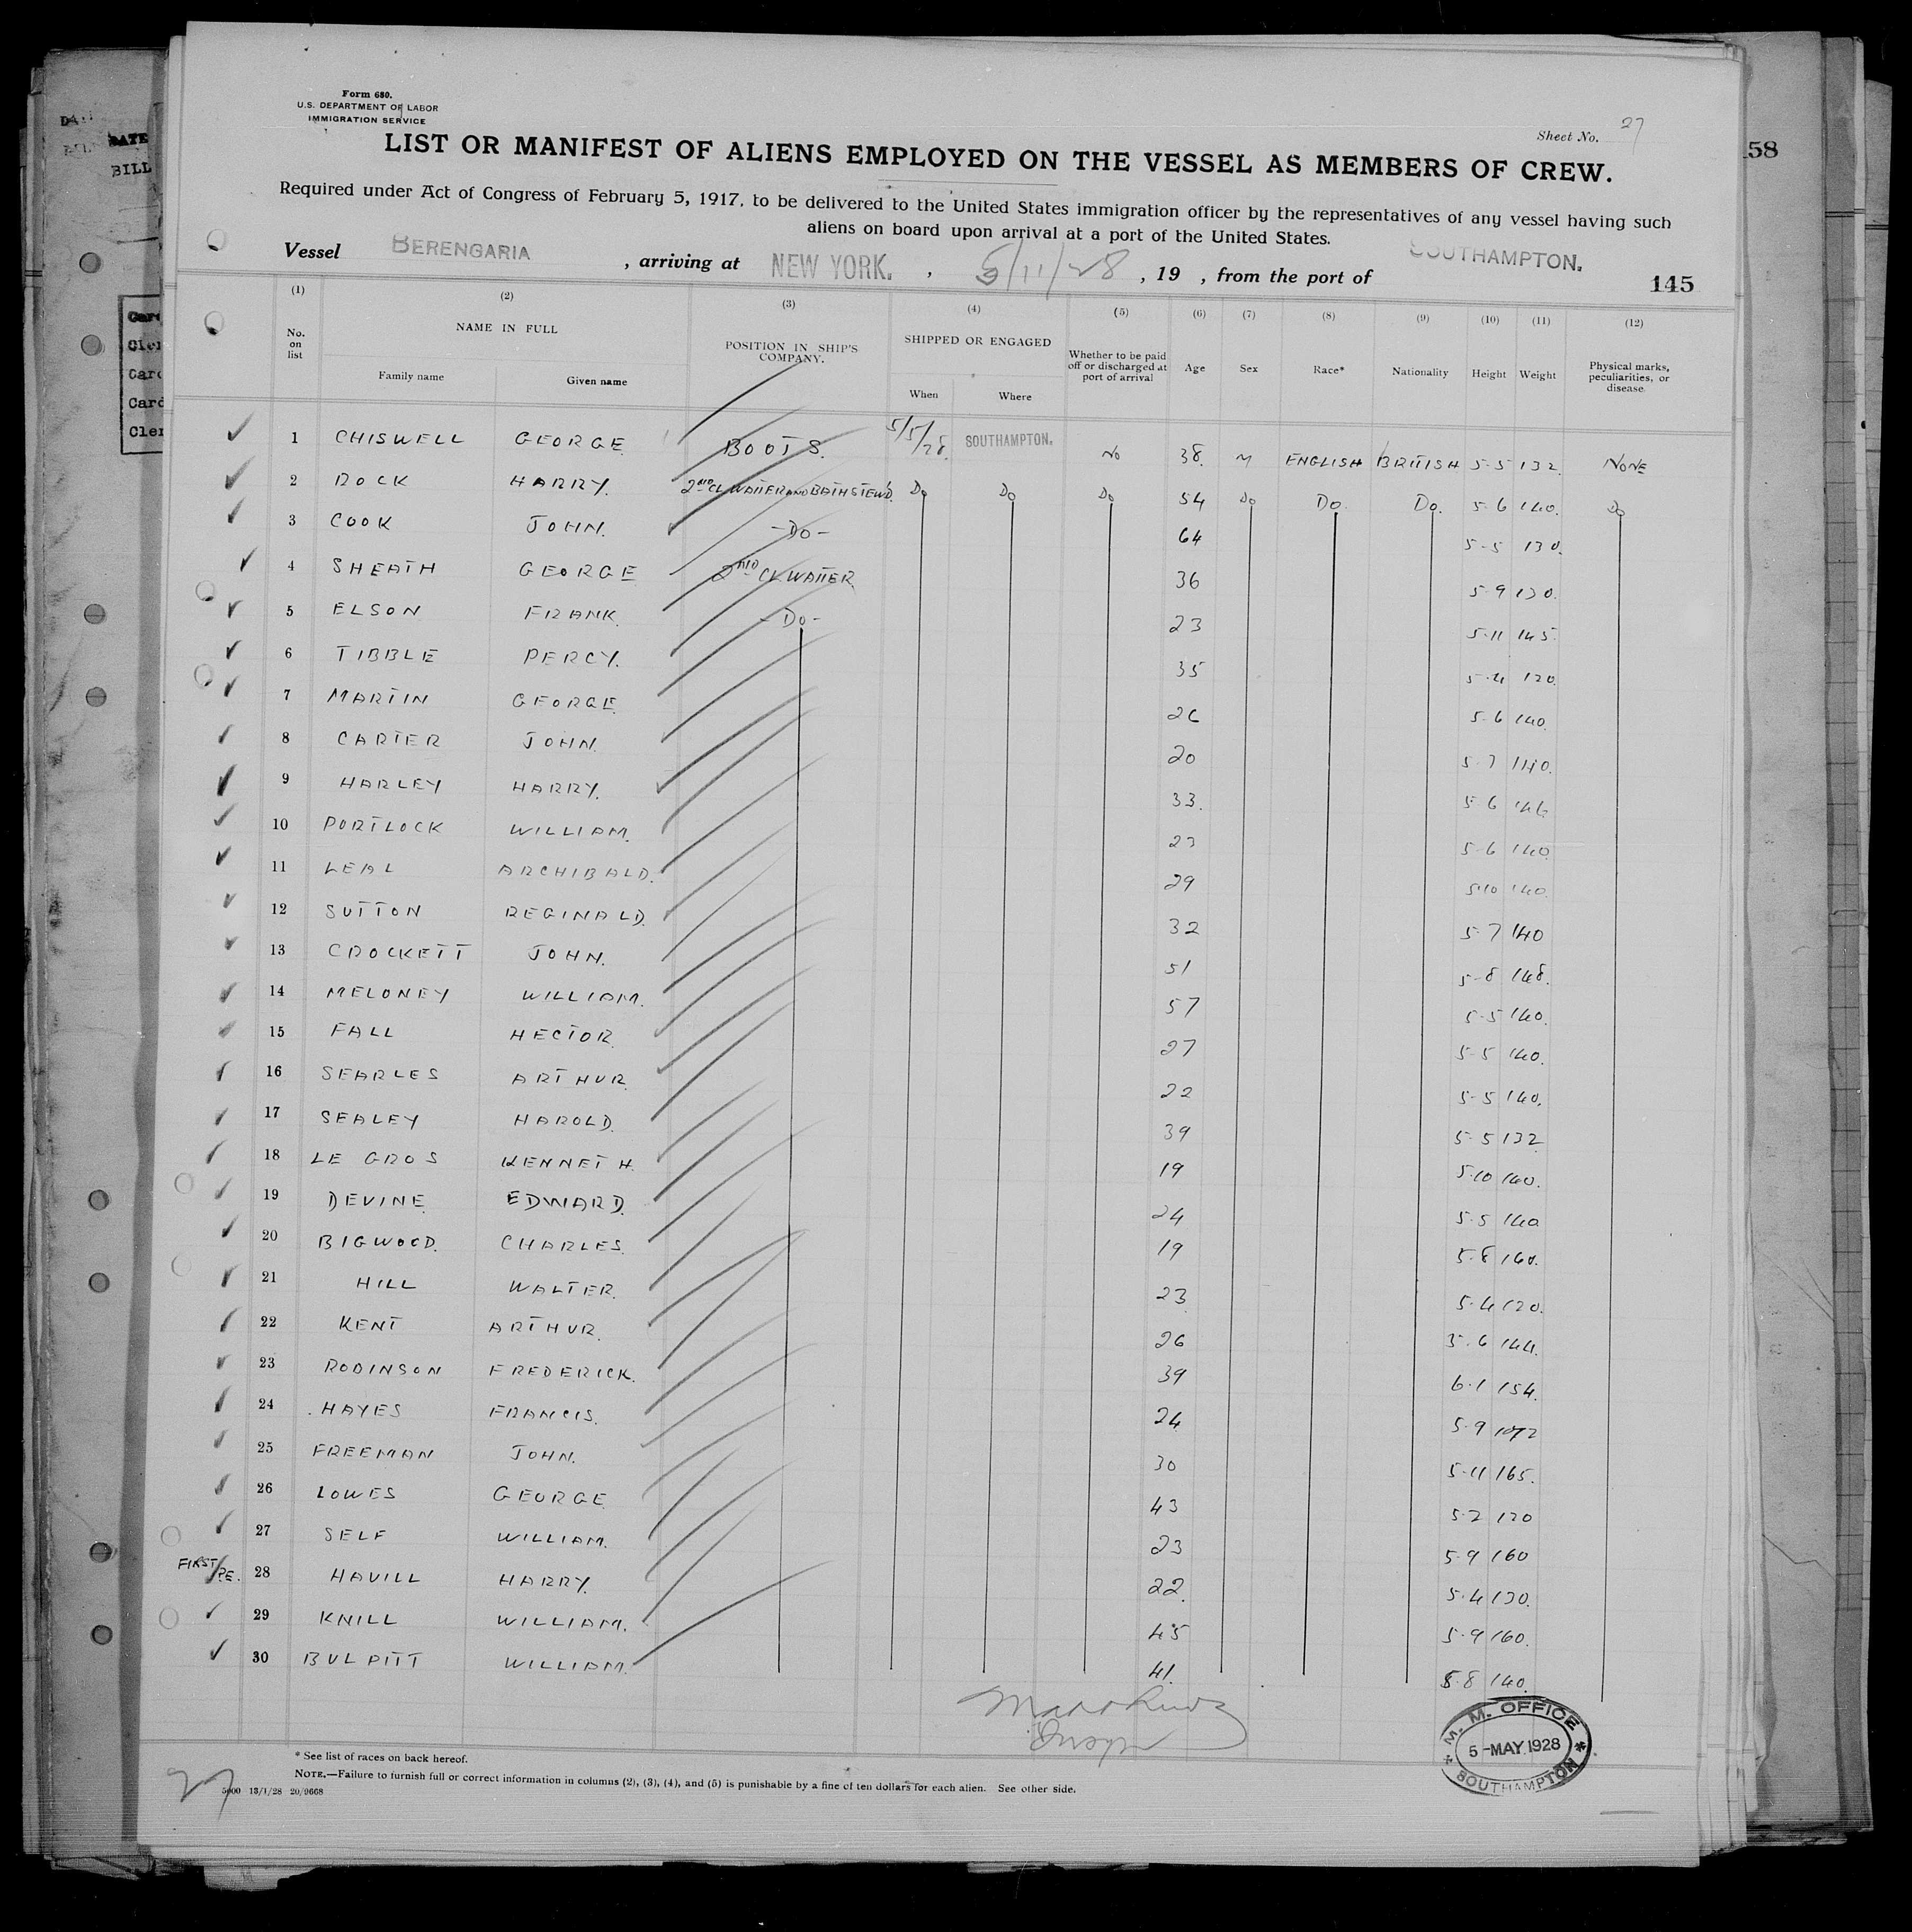 Form 680.
U.S. DEPARTMENT OF LABOR
IMMIGRATION SERVICE
Sheet No. 27
LIST OR MANIFEST OF ALIENS EMPLOYED ON THE VESSEL AS MEMBERS OF CREW.
Required under Act of Congress of February 5, 1917, to be delivered to the United States immigration officer by the representatives of any vessel having such
aliens on board upon arrival at a port of the United States.
Vessel BERENGARIA, arriving at NEW YORK. , 5/11/28, 19 , from the port of SOUTHAMPTON.
145
58
DATE
BILL
(1) (2) (3) (4) (5) (6) (7) (8) (9) (10) (11) (12)
No. on list NAME IN FULL POSITION IN SHIP'S COMPANY. SHIPPED OR ENGAGED Whether to be paid off or discharged at port of arrival Age Sex Race* Nationality Height Weight Physical marks, peculiarities, or disease
Family name Given name When Where
1 CHISWELL GEORGE BOOTS. 5/5/28. SOUTHAMPTON. NO 38. M ENGLISH BRITISH 5-5 132. NONE
2 ROCK HARRY. 2ND CL WAITER AND BATH STEW'D. Do Do Do 54 Do Do. Do. 5-6 140. Do
3 COOK JOHN. -Do- 64 5-5 130.
4 SHEATH GEORGE 2ND CL WAITER 36 5-9 130.
5 ELSON FRANK. -Do- 23 5-11 145.
6 TIBBLE PERCY. 35 5-4 120.
7 MARTIN GEORGE 26 5-6 140.
8 CARTER JOHN. 20 5-7 140.
9 HARLEY HARRY. 33. 5-6 146
10 PORTLOCK WILLIAM. 23 5-6 140.
11 LEAL ARCHIBALD. 29 5-10 140
12 SUTTON REGINALD. 32 5-7 140
13 CROCKETT JOHN. 51 5-8 148.
14 MELONEY WILLIAM. 57 5-5 140.
15 FALL HECTOR. 27 5-5 140.
16 SEARLES ARTHUR. 22 5-5 140.
17 SEALEY HAROLD. 39 5-5 132
18 LE GROS KENNETH. 19 5-10 140.
19 DEVINE EDWARD. 24 5-5 140
20 BIGWOOD. CHARLES. 19 5-8 160.
21 HILL WALTER. 23 5-4 120.
22 KENT ARTHUR. 26 5-6 144.
23 ROBINSON FREDERICK. 39 6-1 154.
24 HAYES FRANCIS. 24 5-9
25 FREEMAN JOHN. 30 5-11 165.
26 LOWES GEORGE 43 5-2 120
27 SELF WILLIAM. 23 5-9 160
FIRST/PE. 28 HAVILL HARRY. 22. 5-4 130.
29 KNILL WILLIAM. 45 5-9 160.
30 BULPITT WILLIAM. 41. 5-8 140.
M. M. OFFICE
5-MAY.1928
SOUTHAMPTON
* See list of races on back hereof.
NOTE.—Failure to furnish full or correct information in columns (2), (3), (4), and (5) is punishable by a fine of ten dollars for each alien. See other side.
27
5000 13/1/28 20/9668